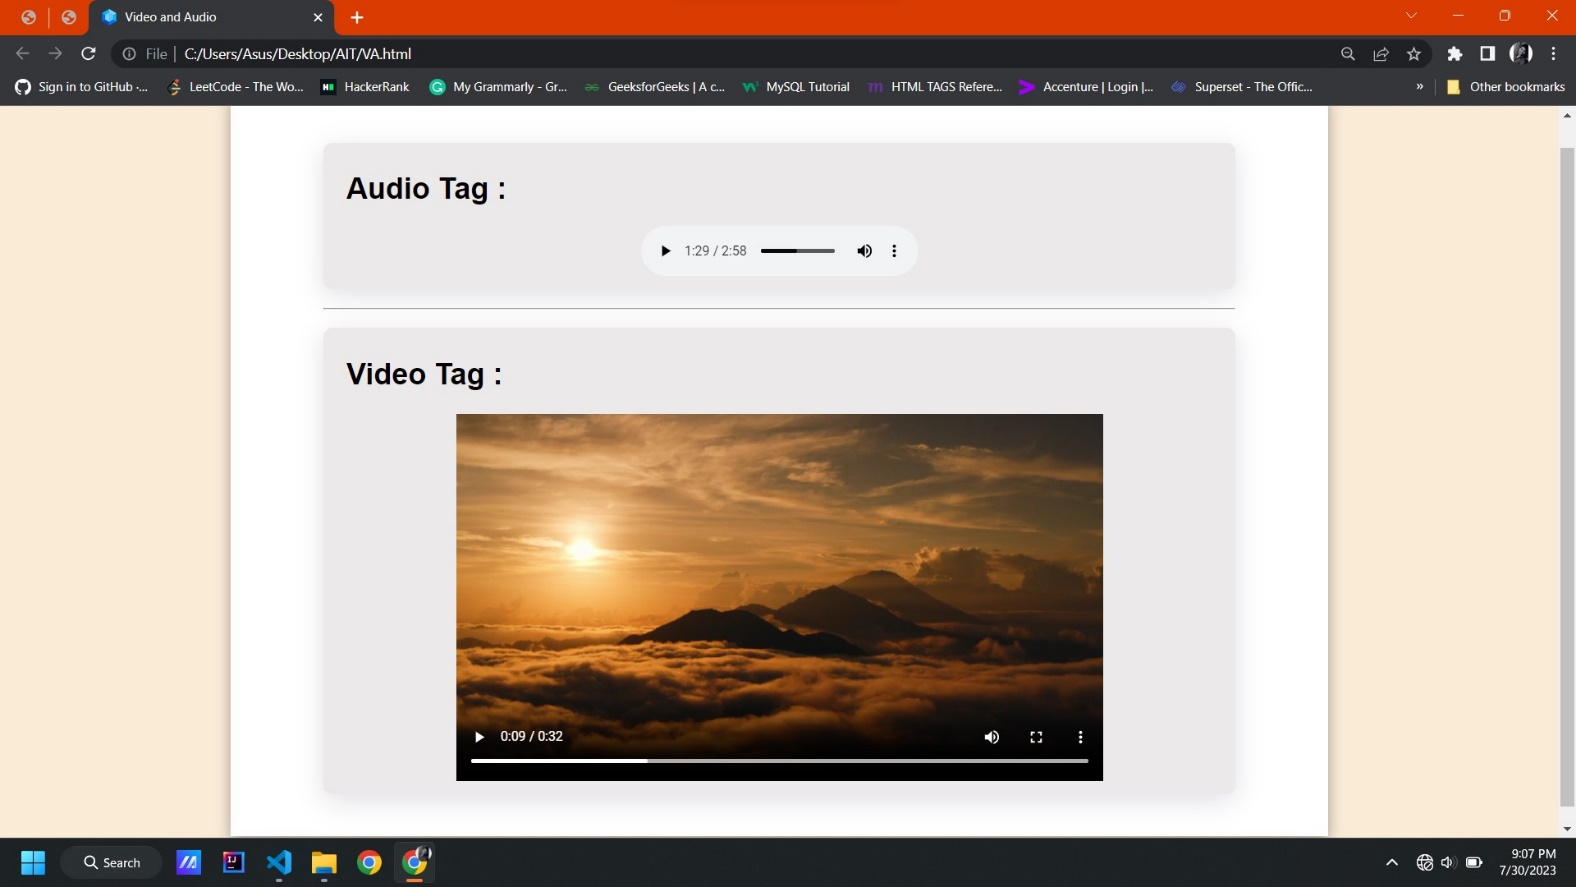 Video and Audio
File
C:/Users/Asus/Desktop/AIT/VA.html
Sign in to GitHub ·...
LeetCode - The Wo...
HackerRank
My Grammarly - Gr...
GeeksforGeeks | A c...
MySQL Tutorial
HTML TAGS Refere...
Accenture | Login |...
Superset - The Offic...
»
Other bookmarks
Audio Tag :
1:29 / 2:58
Video Tag :
0:09 / 0:32
Search
9:07 PM
7/30/2023